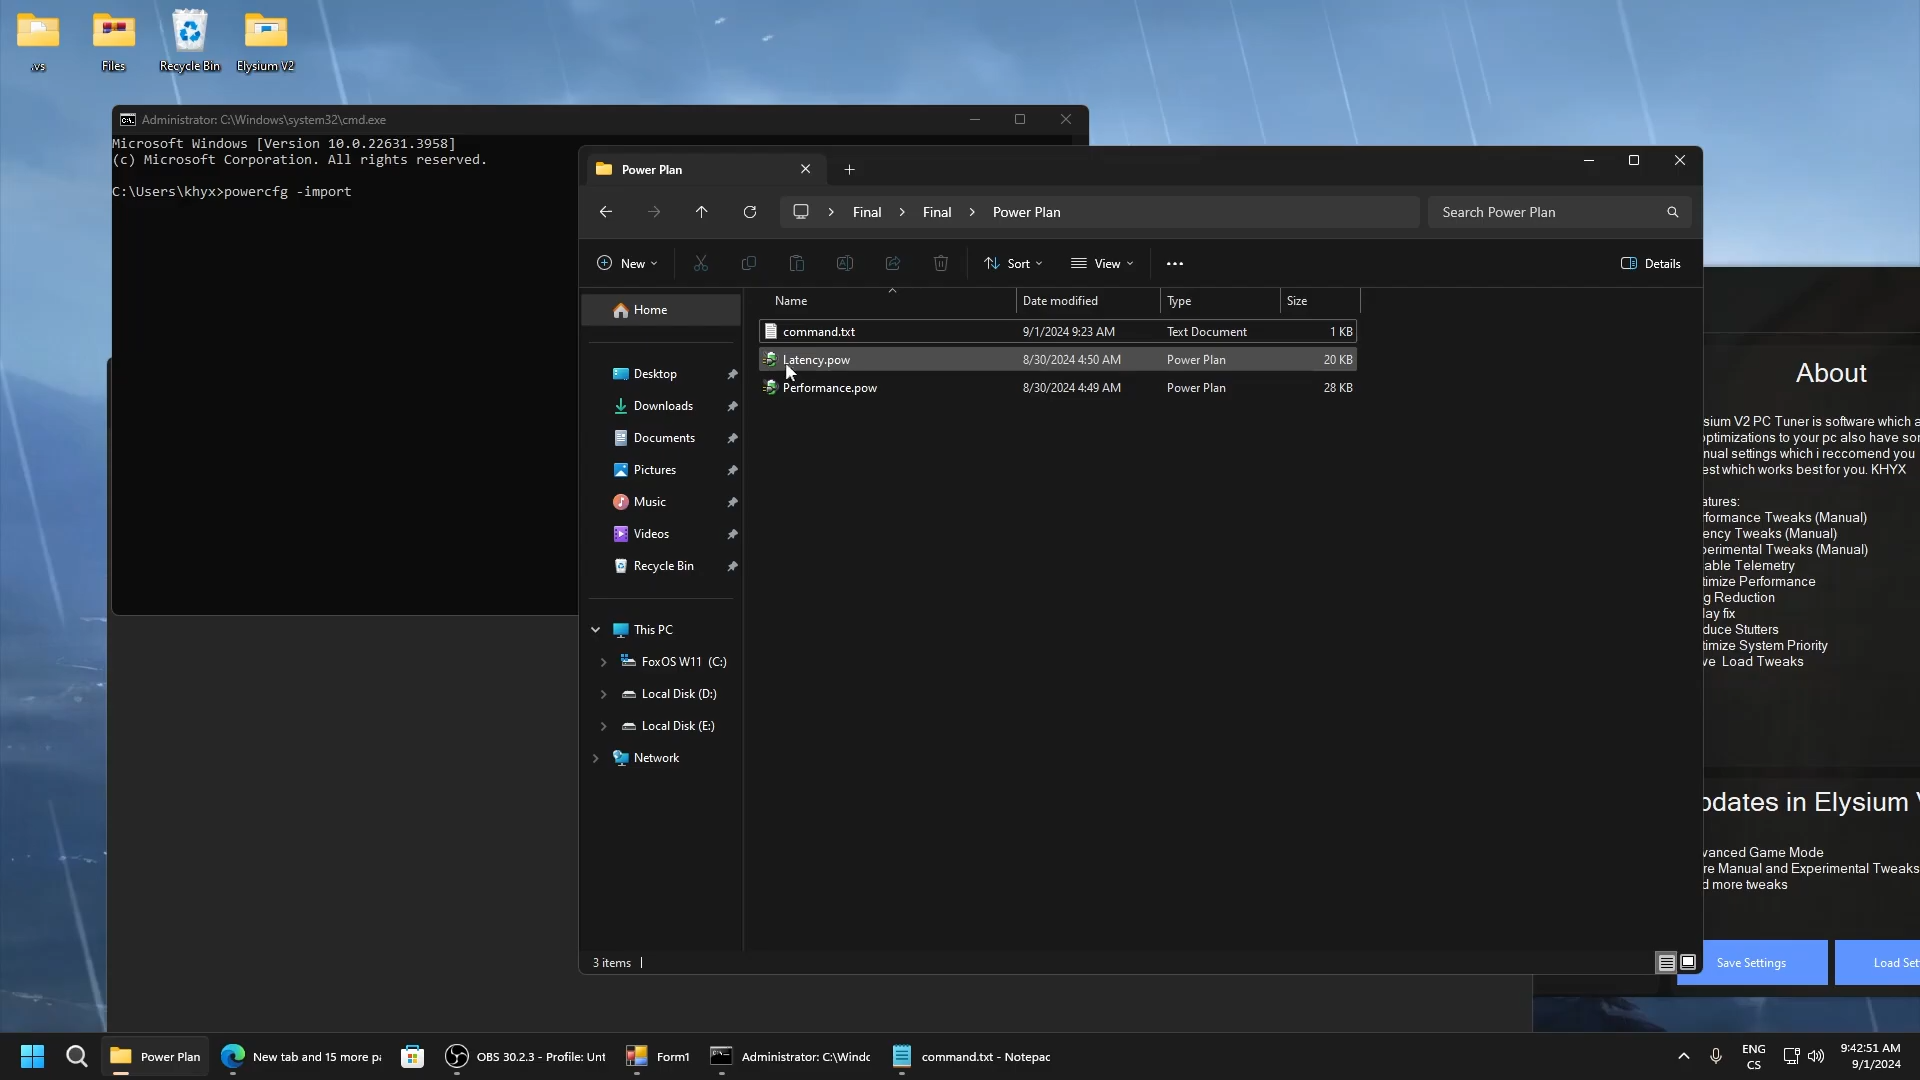 .vs
Files
Recycle Bin
Elysium V2
Administrator: C:\Windows\system32\cmd.exe
Microsoft Windows [Version 10.0.22631.3958]
(c) Microsoft Corporation. All rights reserved.
C:\Users\khyx>powercfg -import
Power Plan
Final
Final
Power Plan
Search Power Plan
New
Sort
View
Details
Name
Date modified
Type
Size
command.txt
9/1/2024 9:23 AM
Text Document
1 KB
Latency.pow
8/30/2024 4:50 AM
Power Plan
20 KB
Performance.pow
8/30/2024 4:49 AM
Power Plan
28 KB
Home
Desktop
Downloads
Documents
Pictures
Music
Videos
Recycle Bin
This PC
FoxOS W11 (C:)
Local Disk (D:)
Local Disk (E:)
Network
3 items
About
sium V2 PC Tuner is software which a
ptimizations to your pc also have so
nual settings which i reccomend you
est which works best for you. KHYX
atures:
formance Tweaks (Manual)
ency Tweaks (Manual)
perimental Tweaks (Manual)
able Telemetry
timize Performance
g Reduction
lay fix
duce Stutters
timize System Priority
ve Load Tweaks
pdates in Elysium V
vanced Game Mode
re Manual and Experimental Tweaks
d more tweaks
Save Settings
Load Set
Power Plan
New tab and 15 more pa
OBS 30.2.3 - Profile: Unt
Form1
Administrator: C:\Windo
command.txt - Notepac
ENG
CS
9:42:51 AM
9/1/2024